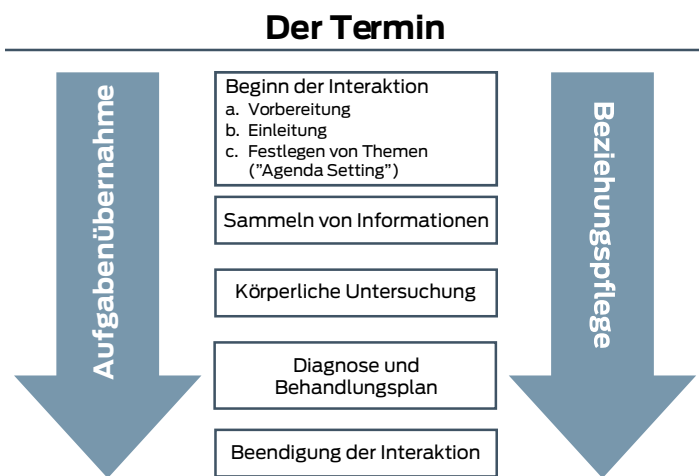 Der Termin
Aufgabenübernahme
Beginn der Interaktion
a. Vorbereitung
b. Einleitung
c. Festlegen von Themen
("Agenda Setting")
Sammeln von Informationen
Körperliche Untersuchung
Diagnose und
Behandlungsplan
Beendigung der Interaktion
Beziehungspflege